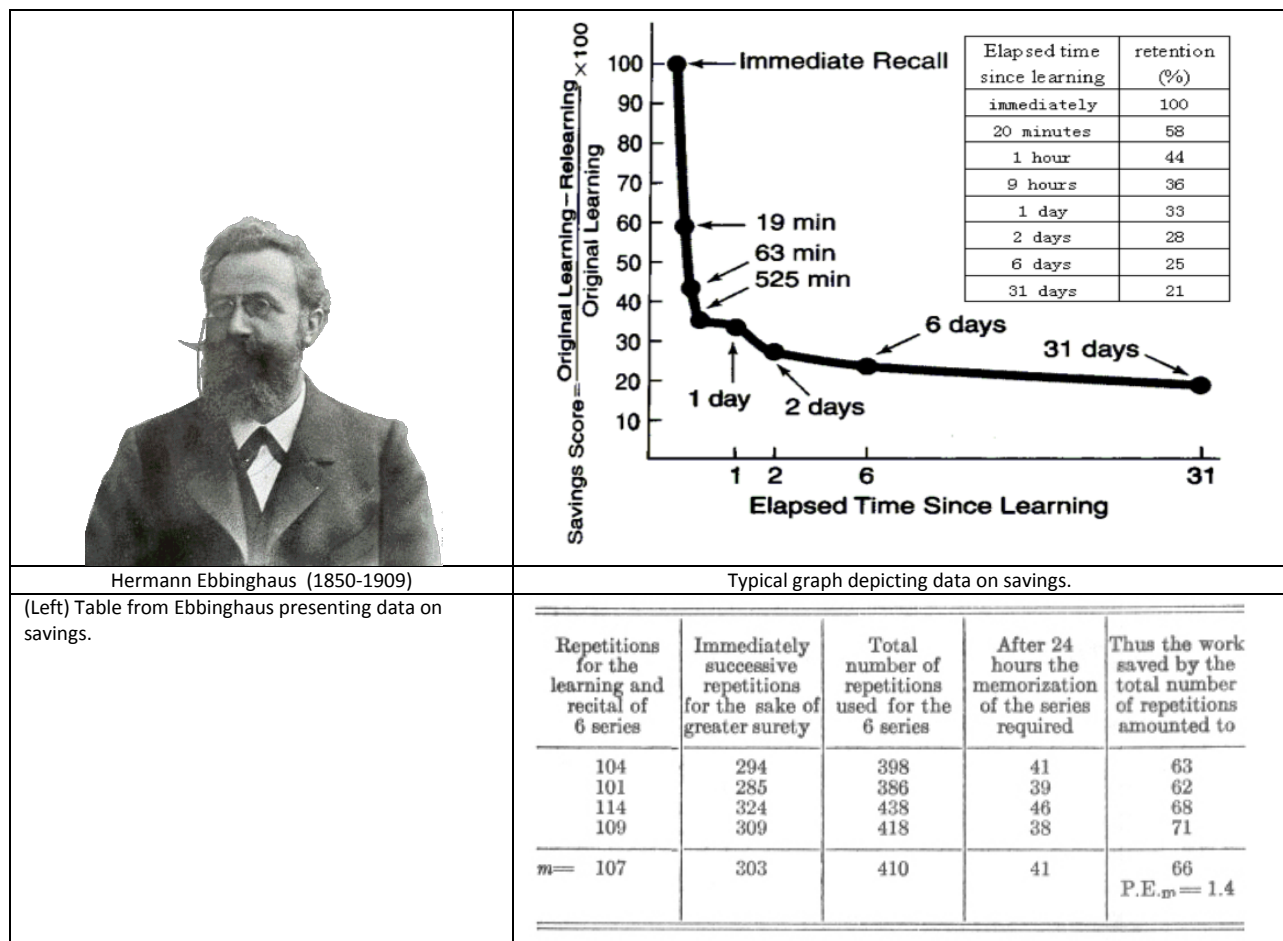 Savings Score= Original Learning – Relearning × 100
Original Learning
100
90
80
70
60
50
40
30
20
10
Immediate Recall
19 min
63 min
525 min
1 day
2 days
6 days
31 days
1 2 6 31
Elapsed Time Since Learning
Elapsed time since learning retention (%)
immediately 100
20 minutes 58
1 hour 44
9 hours 36
1 day 33
2 days 28
6 days 25
31 days 21
Hermann Ebbinghaus (1850-1909)
Typical graph depicting data on savings.
(Left) Table from Ebbinghaus presenting data on
savings.
Repetitions
for the
learning and
recital of
6 series
Immediately
successive
repetitions
for the sake of
greater surety
Total
number of
repetitions
used for the
6 series
After 24
hours the
memorization
of the series
required
Thus the work
saved by the
total number
of repetitions
amounted to
104 294 398 41 63
101 285 386 39 62
114 324 438 46 68
109 309 418 38 71
m= 107 303 410 41 66
P.E.m = 1.4